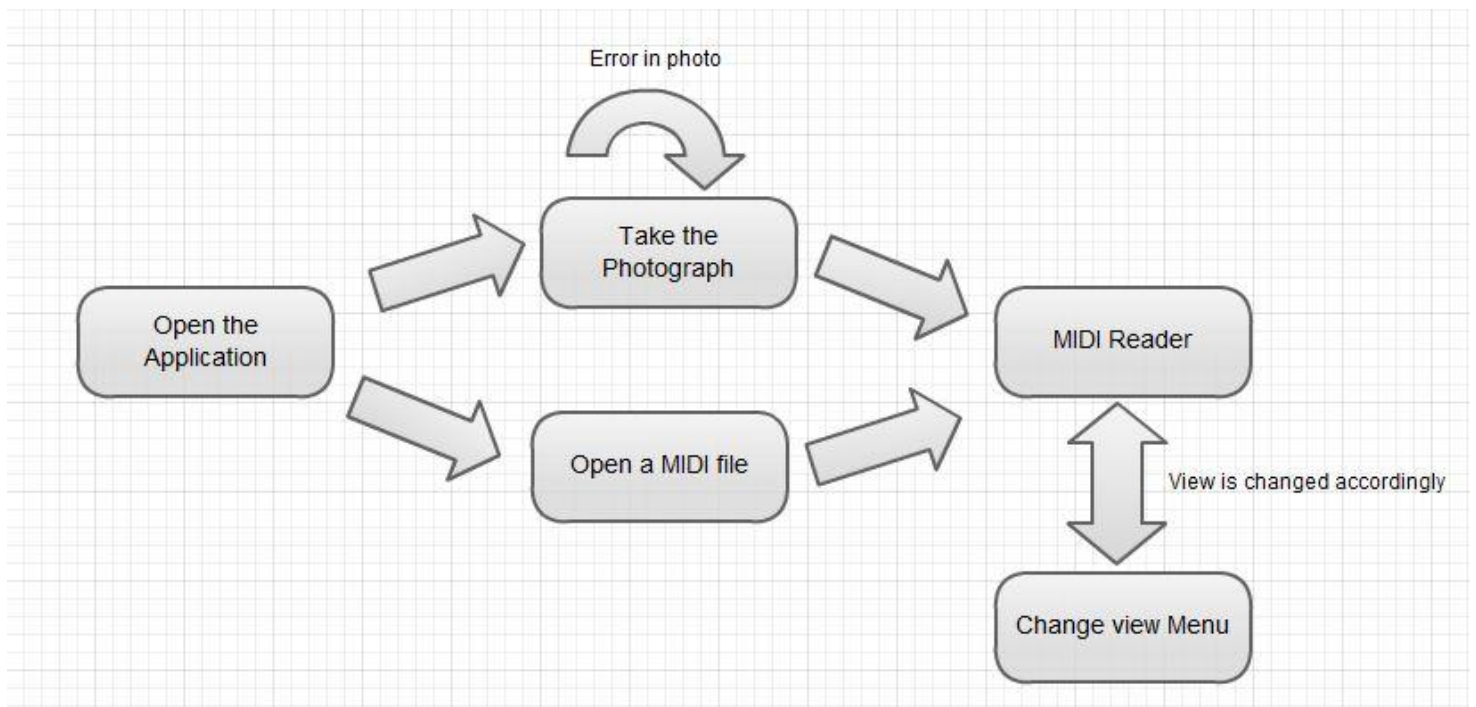 Error in photo
Take the
Photograph
Open the
Application
MIDI Reader
Open a MIDI file
View is changed accordingly
Change view Menu